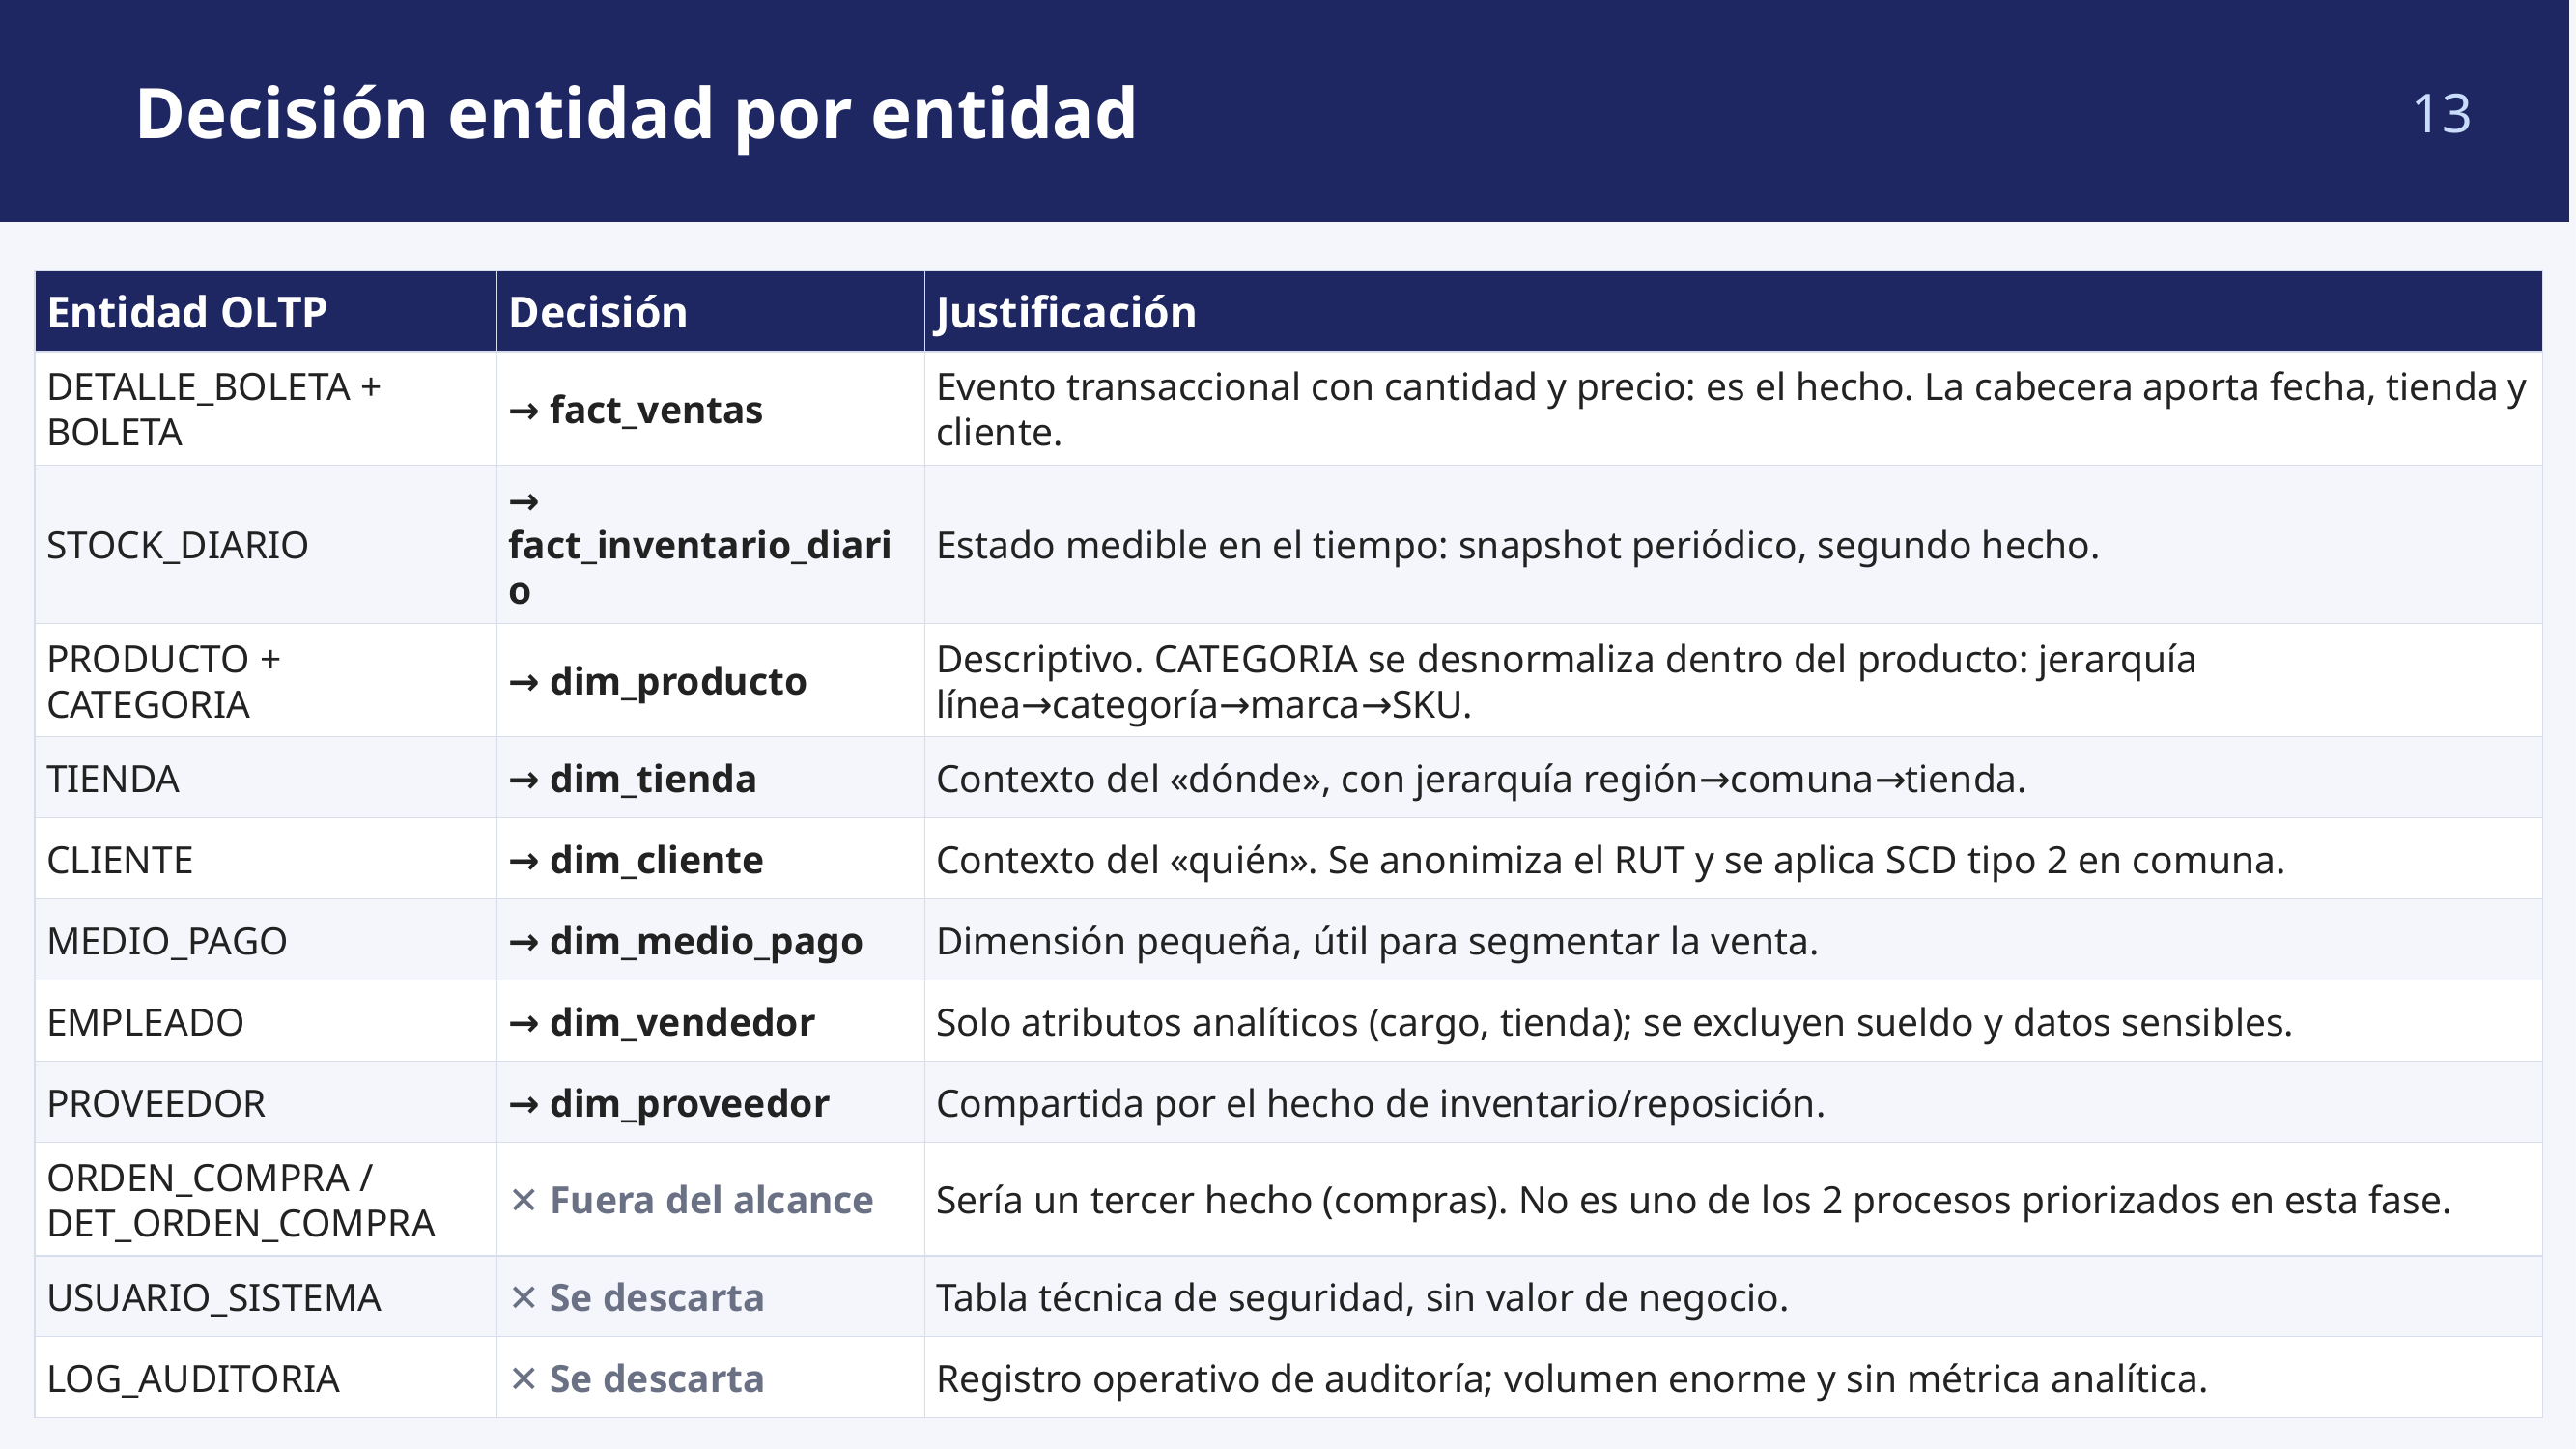 Decisión entidad por entidad
13
Entidad OLTP
Decisión
Justificación
DETALLE_BOLETA +
BOLETA
→ fact_ventas
Evento transaccional con cantidad y precio: es el hecho. La cabecera aporta fecha, tienda y
cliente.
STOCK_DIARIO
→
fact_inventario_diari
o
Estado medible en el tiempo: snapshot periódico, segundo hecho.
PRODUCTO +
CATEGORIA
→ dim_producto
Descriptivo. CATEGORIA se desnormaliza dentro del producto: jerarquía
línea→categoría→marca→SKU.
TIENDA
→ dim_tienda
Contexto del «dónde», con jerarquía región→comuna→tienda.
CLIENTE
→ dim_cliente
Contexto del «quién». Se anonimiza el RUT y se aplica SCD tipo 2 en comuna.
MEDIO_PAGO
→ dim_medio_pago
Dimensión pequeña, útil para segmentar la venta.
EMPLEADO
→ dim_vendedor
Solo atributos analíticos (cargo, tienda); se excluyen sueldo y datos sensibles.
PROVEEDOR
→ dim_proveedor
Compartida por el hecho de inventario/reposición.
ORDEN_COMPRA /
DET_ORDEN_COMPRA
✕ Fuera del alcance
Sería un tercer hecho (compras). No es uno de los 2 procesos priorizados en esta fase.
USUARIO_SISTEMA
✕ Se descarta
Tabla técnica de seguridad, sin valor de negocio.
LOG_AUDITORIA
✕ Se descarta
Registro operativo de auditoría; volumen enorme y sin métrica analítica.